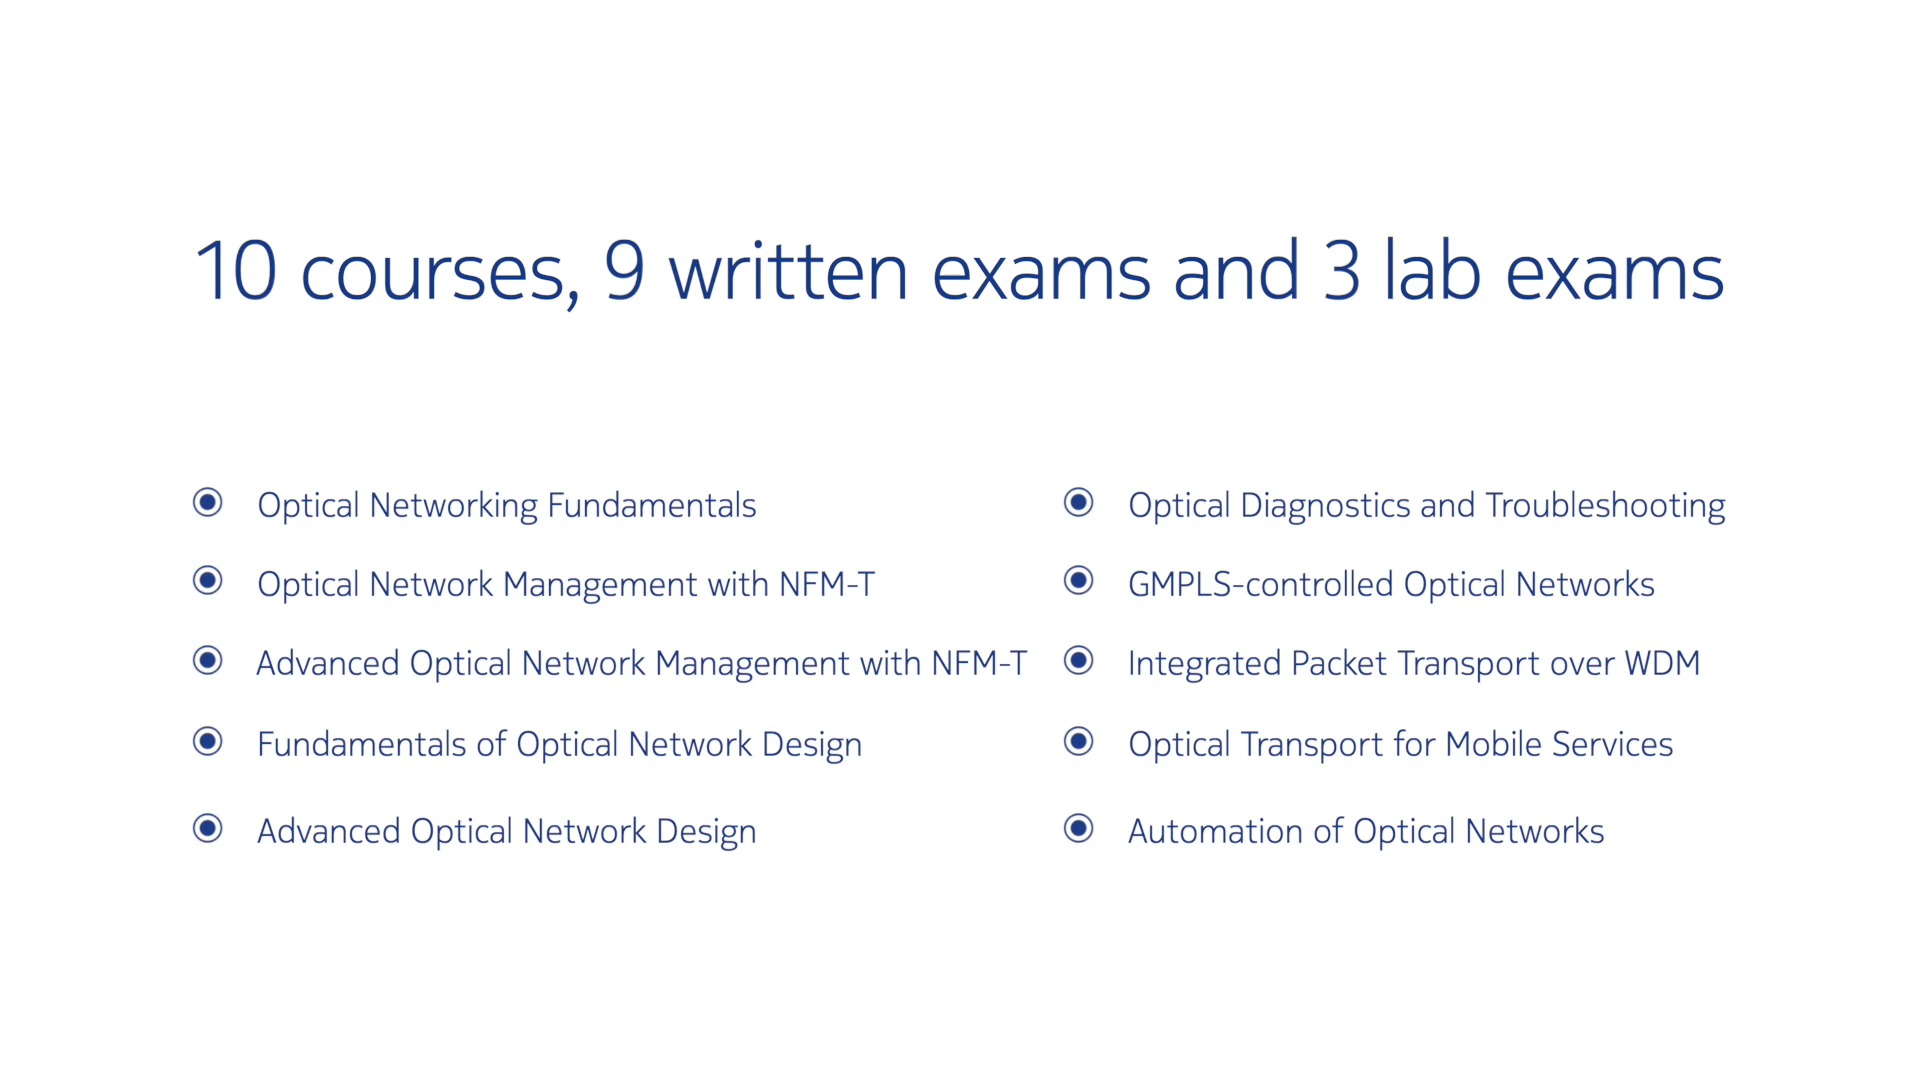 10 courses, 9 written exams and 3 lab exams
Optical Networking Fundamentals
Optical Network Management with NFM-T
Advanced Optical Network Management with NFM-T
Fundamentals of Optical Network Design
Advanced Optical Network Design
Optical Diagnostics and Troubleshooting
GMPLS-controlled Optical Networks
Integrated Packet Transport over WDM
Optical Transport for Mobile Services
Automation of Optical Networks